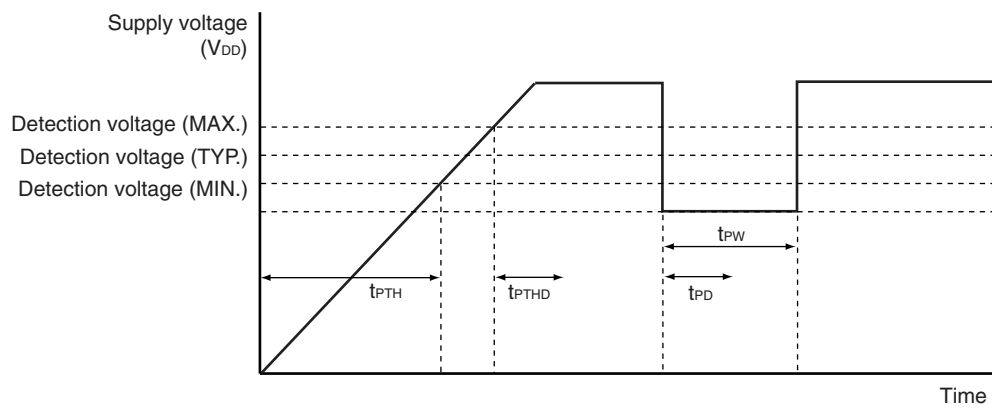 Supply voltage
(VDD)
Detection voltage (MAX.)
Detection voltage (TYP.)
Detection voltage (MIN.)
tPW
tPTH
tPTHD
tPD
Time